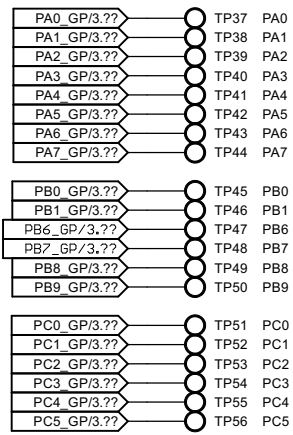 PA0_GP/3.?? TP37 PA0
PA1_GP/3.?? TP38 PA1
PA2_GP/3.?? TP39 PA2
PA3_GP/3.?? TP40 PA3
PA4_GP/3.?? TP41 PA4
PA5_GP/3.?? TP42 PA5
PA6_GP/3.?? TP43 PA6
PA7_GP/3.?? TP44 PA7
PB0_GP/3.?? TP45 PB0
PB1_GP/3.?? TP46 PB1
PB6_GP/3.?? TP47 PB6
PB7_GP/3.?? TP48 PB7
PB8_GP/3.?? TP49 PB8
PB9_GP/3.?? TP50 PB9
PC0_GP/3.?? TP51 PC0
PC1_GP/3.?? TP52 PC1
PC2_GP/3.?? TP53 PC2
PC3_GP/3.?? TP54 PC3
PC4_GP/3.?? TP55 PC4
PC5_GP/3.?? TP56 PC5